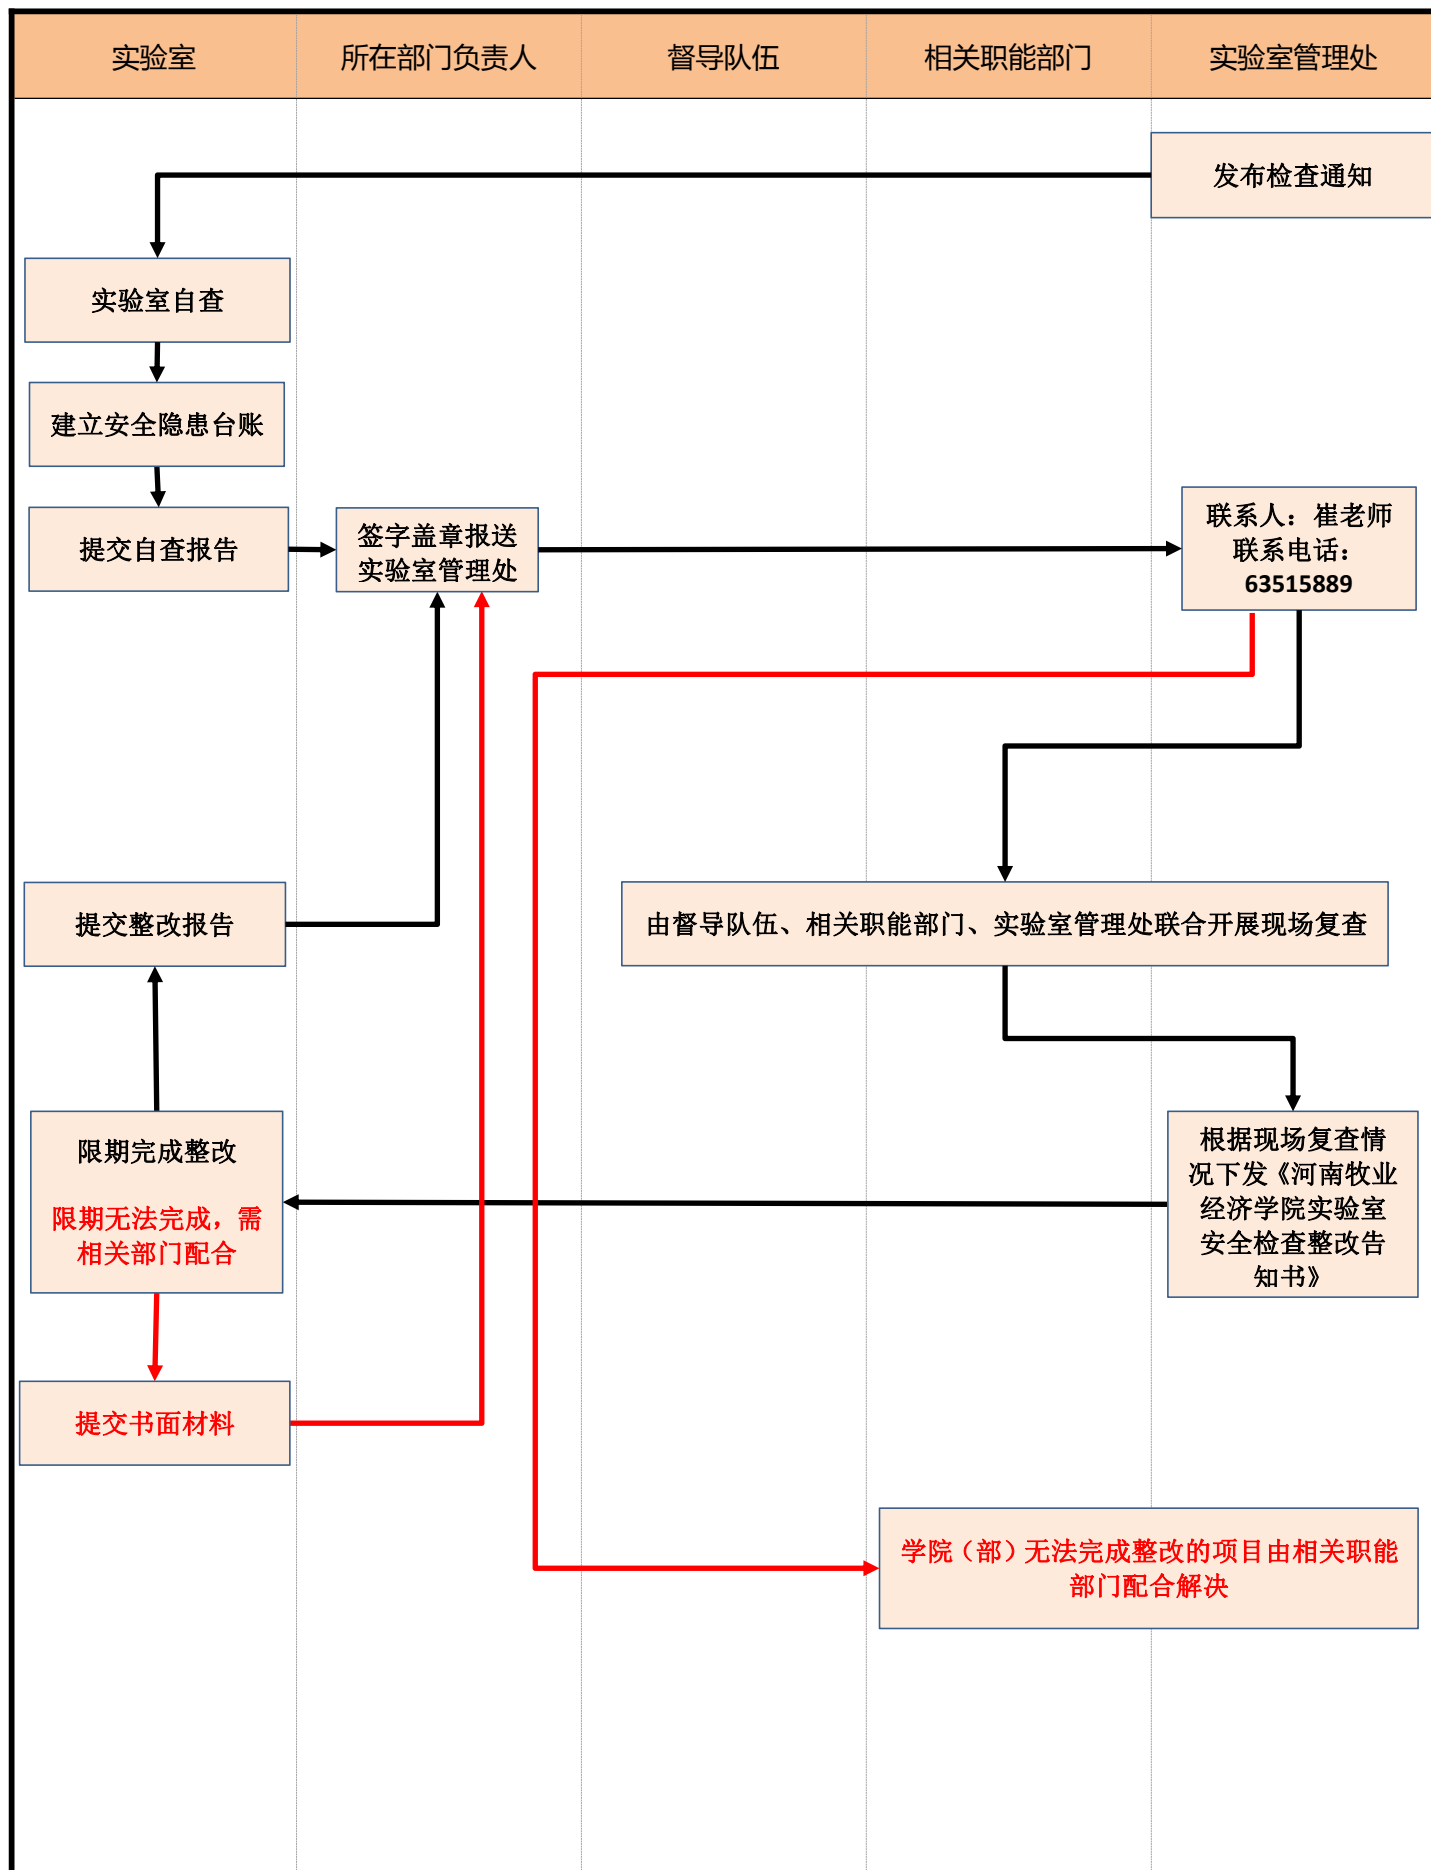 实验室
所在部门负责人
督导队伍
相关职能部门
实验室管理处
发布检查通知
实验室自查
建立安全隐患台账
提交自查报告
签字盖章报送
实验室管理处
联系人：崔老师
联系电话：
63515889
提交整改报告
由督导队伍、相关职能部门、实验室管理处联合开展现场复查
限期完成整改
限期无法完成，需
相关部门配合
根据现场复查情
况下发《河南牧业
经济学院实验室
安全检查整改告
知书》
提交书面材料
学院（部）无法完成整改的项目由相关职能
部门配合解决